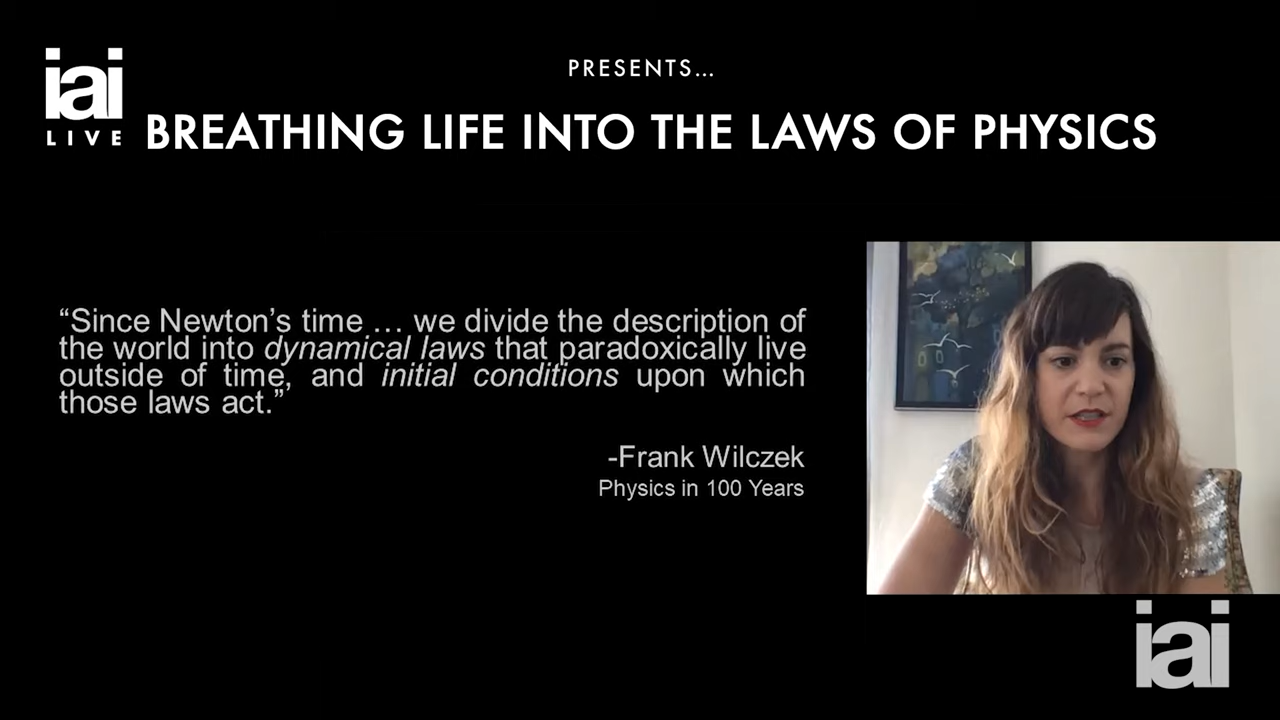 iai
LIVE
PRESENTS...
BREATHING LIFE INTO THE LAWS OF PHYSICS
“Since Newton’s time … we divide the description of
the world into dynamical laws that paradoxically live
outside of time, and initial conditions upon which
those laws act.”
-Frank Wilczek
Physics in 100 Years
iai